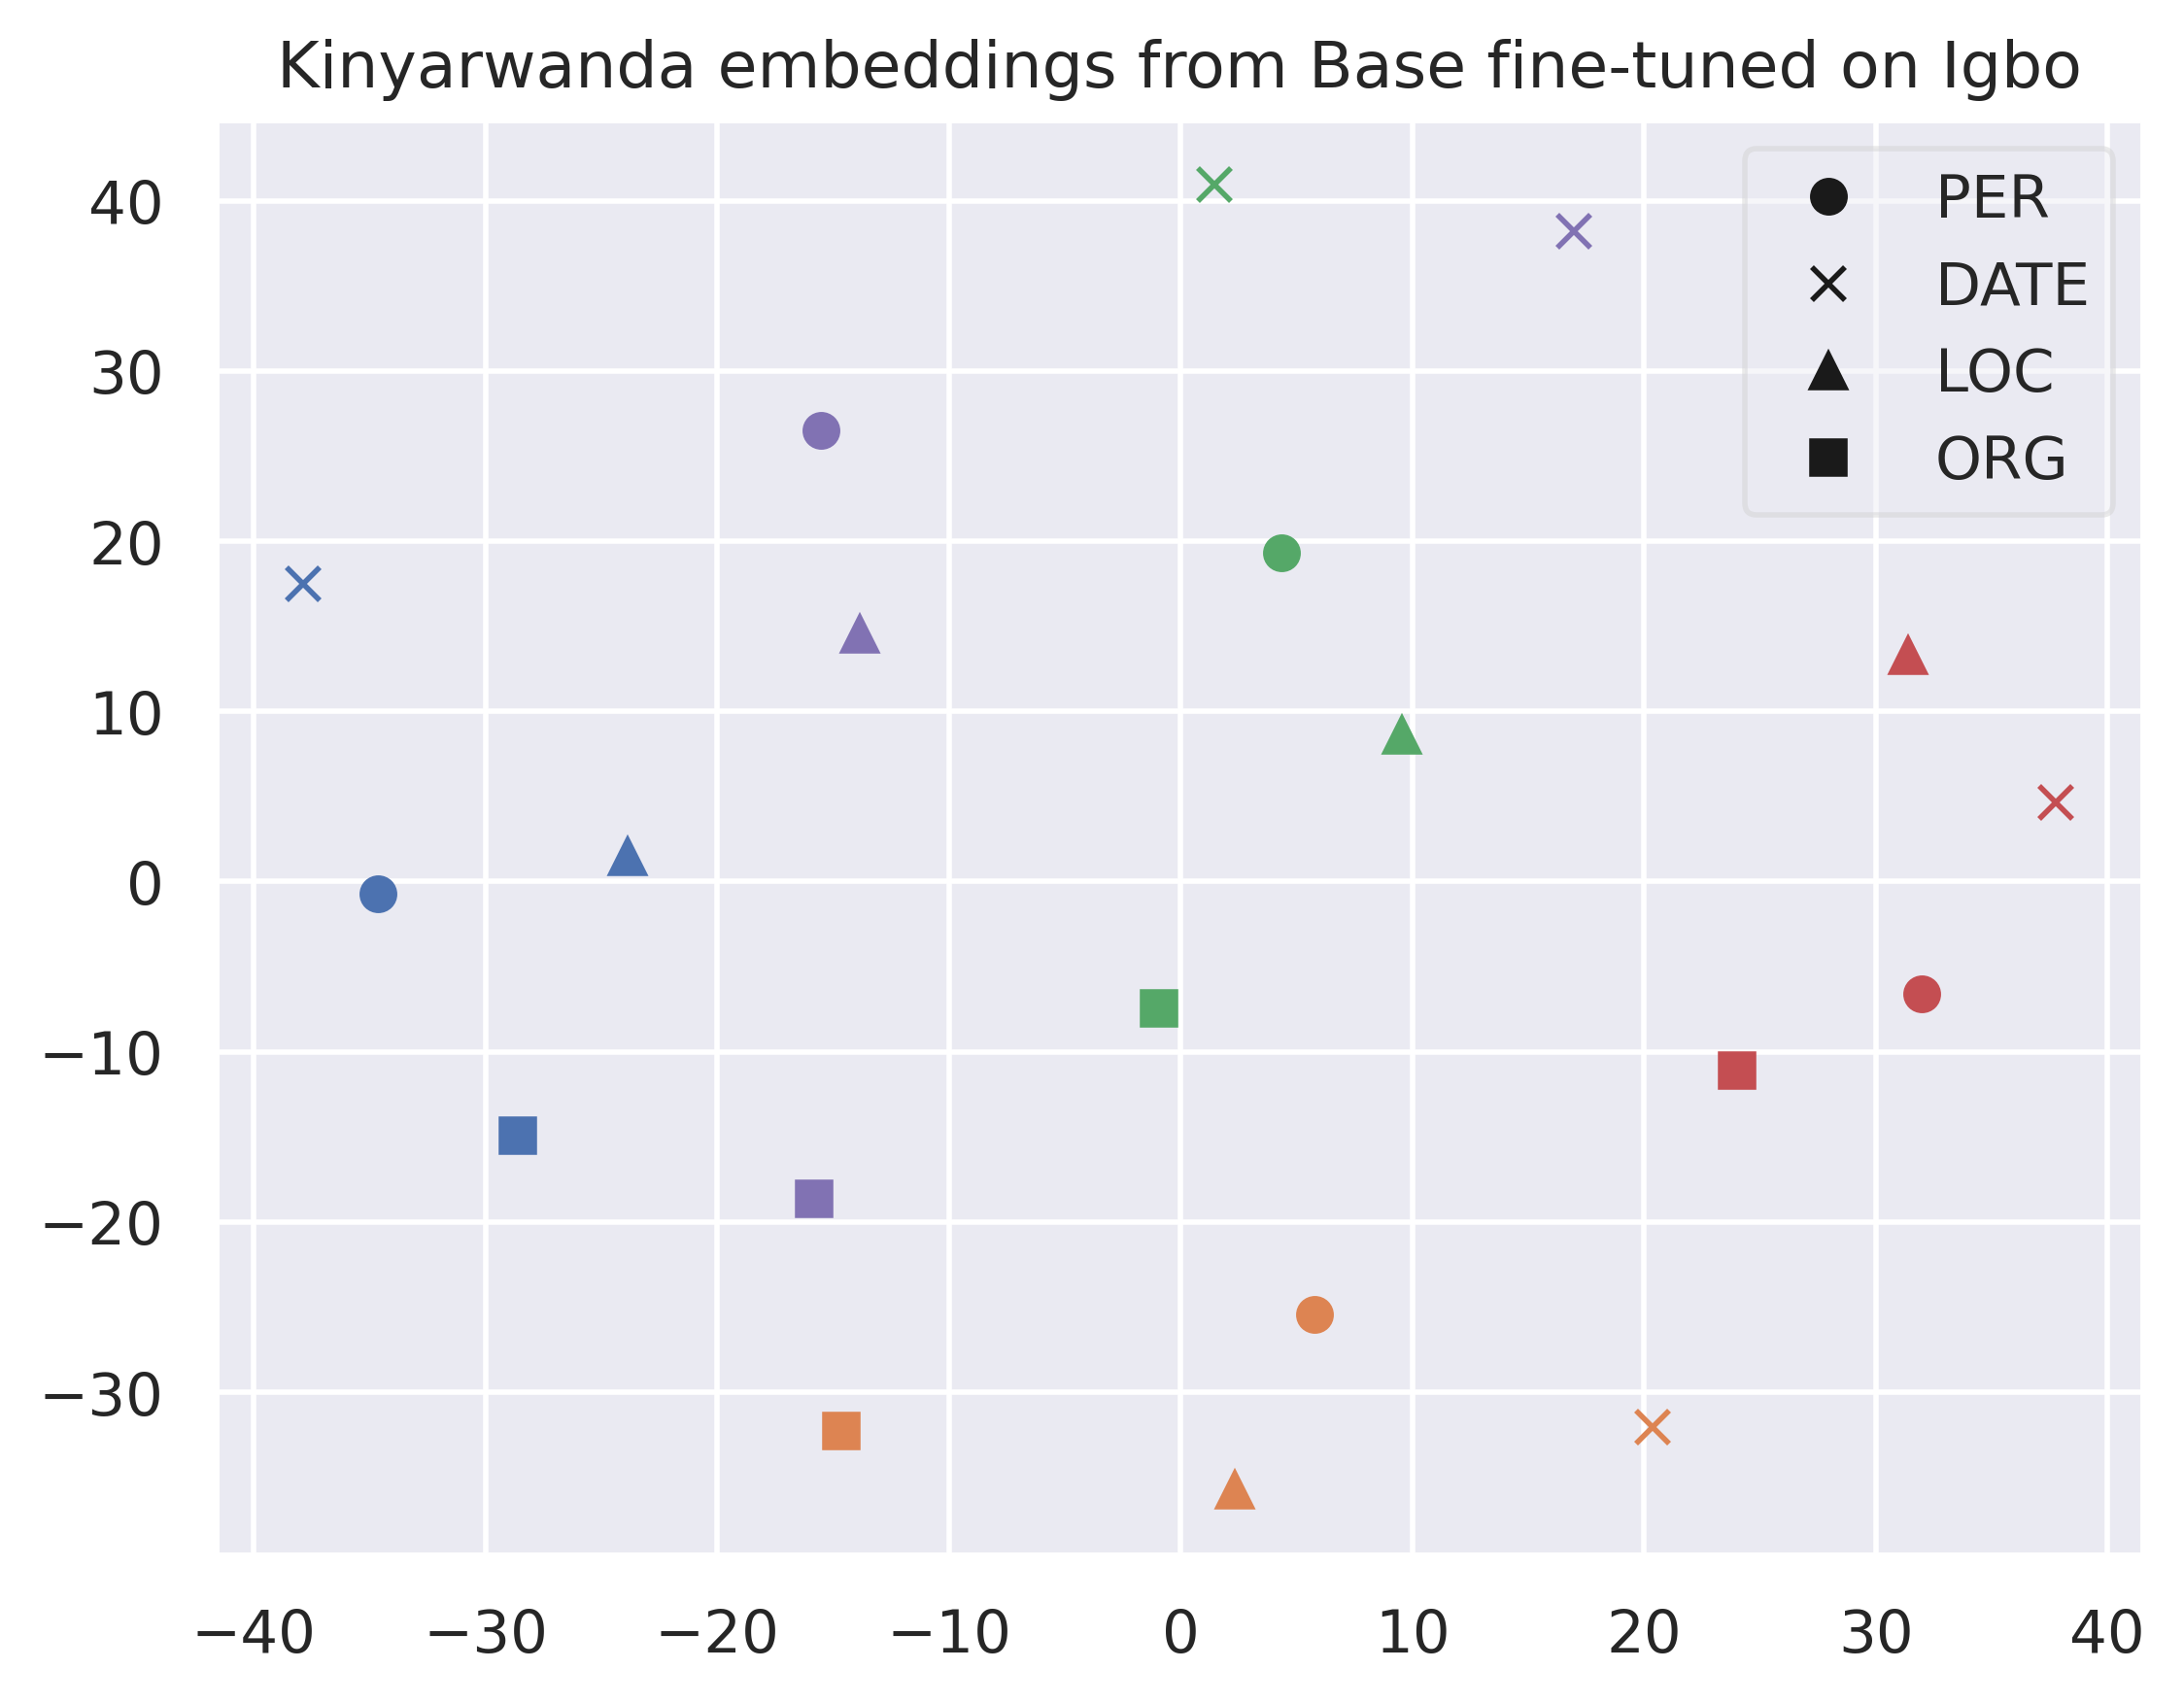 Kinyarwanda embeddings from Base fine-tuned on Igbo
PER
DATE
LOC
ORG
40
30
20
10
0
−10
−20
−30
−40 −30 −20 −10 0 10 20 30 40